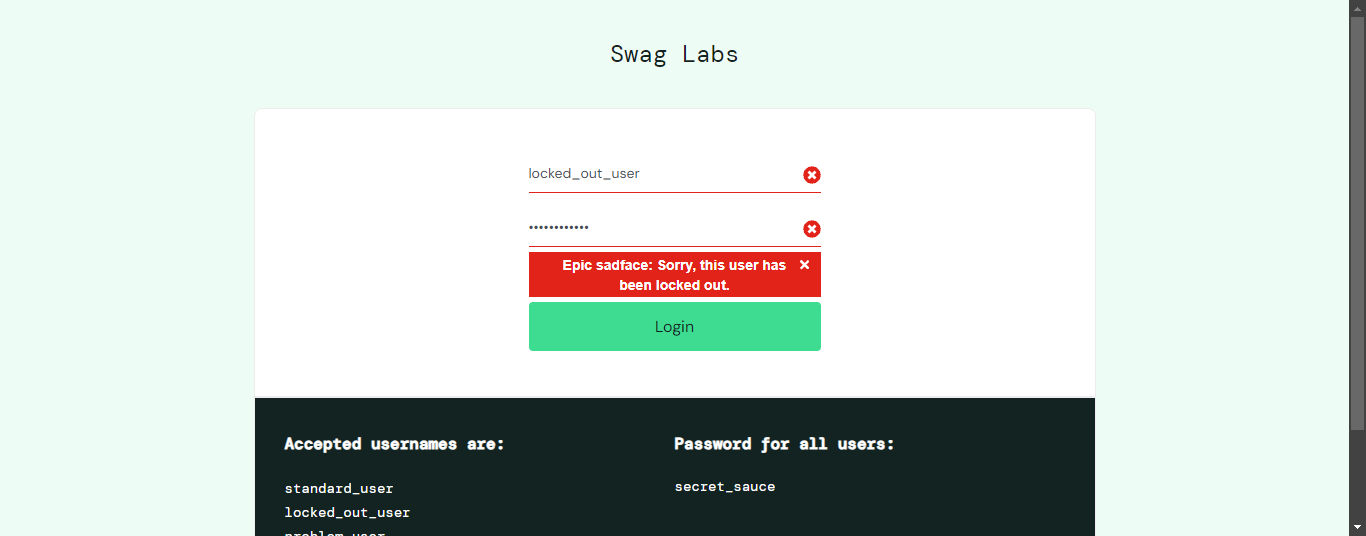 Swag Labs
locked_out_user
••••••••••••
Epic sadface: Sorry, this user has
been locked out.
Login
Accepted usernames are:
standard_user
locked_out_user
problem_user
Password for all users:
secret_sauce